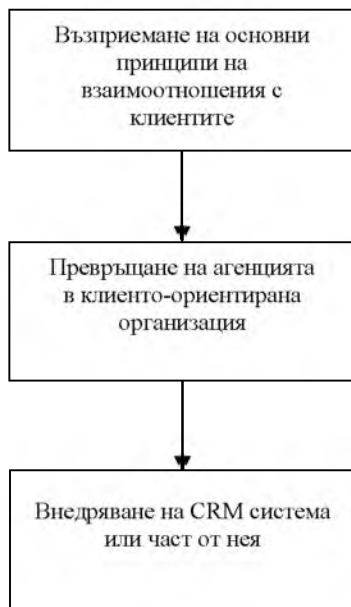 Възприемане на основни
принципи на
взаимоотношения с
клиентите
Превръщане на агенцията
в клиенто-ориентирана
организация
Внедряване на CRM система
или част от нея